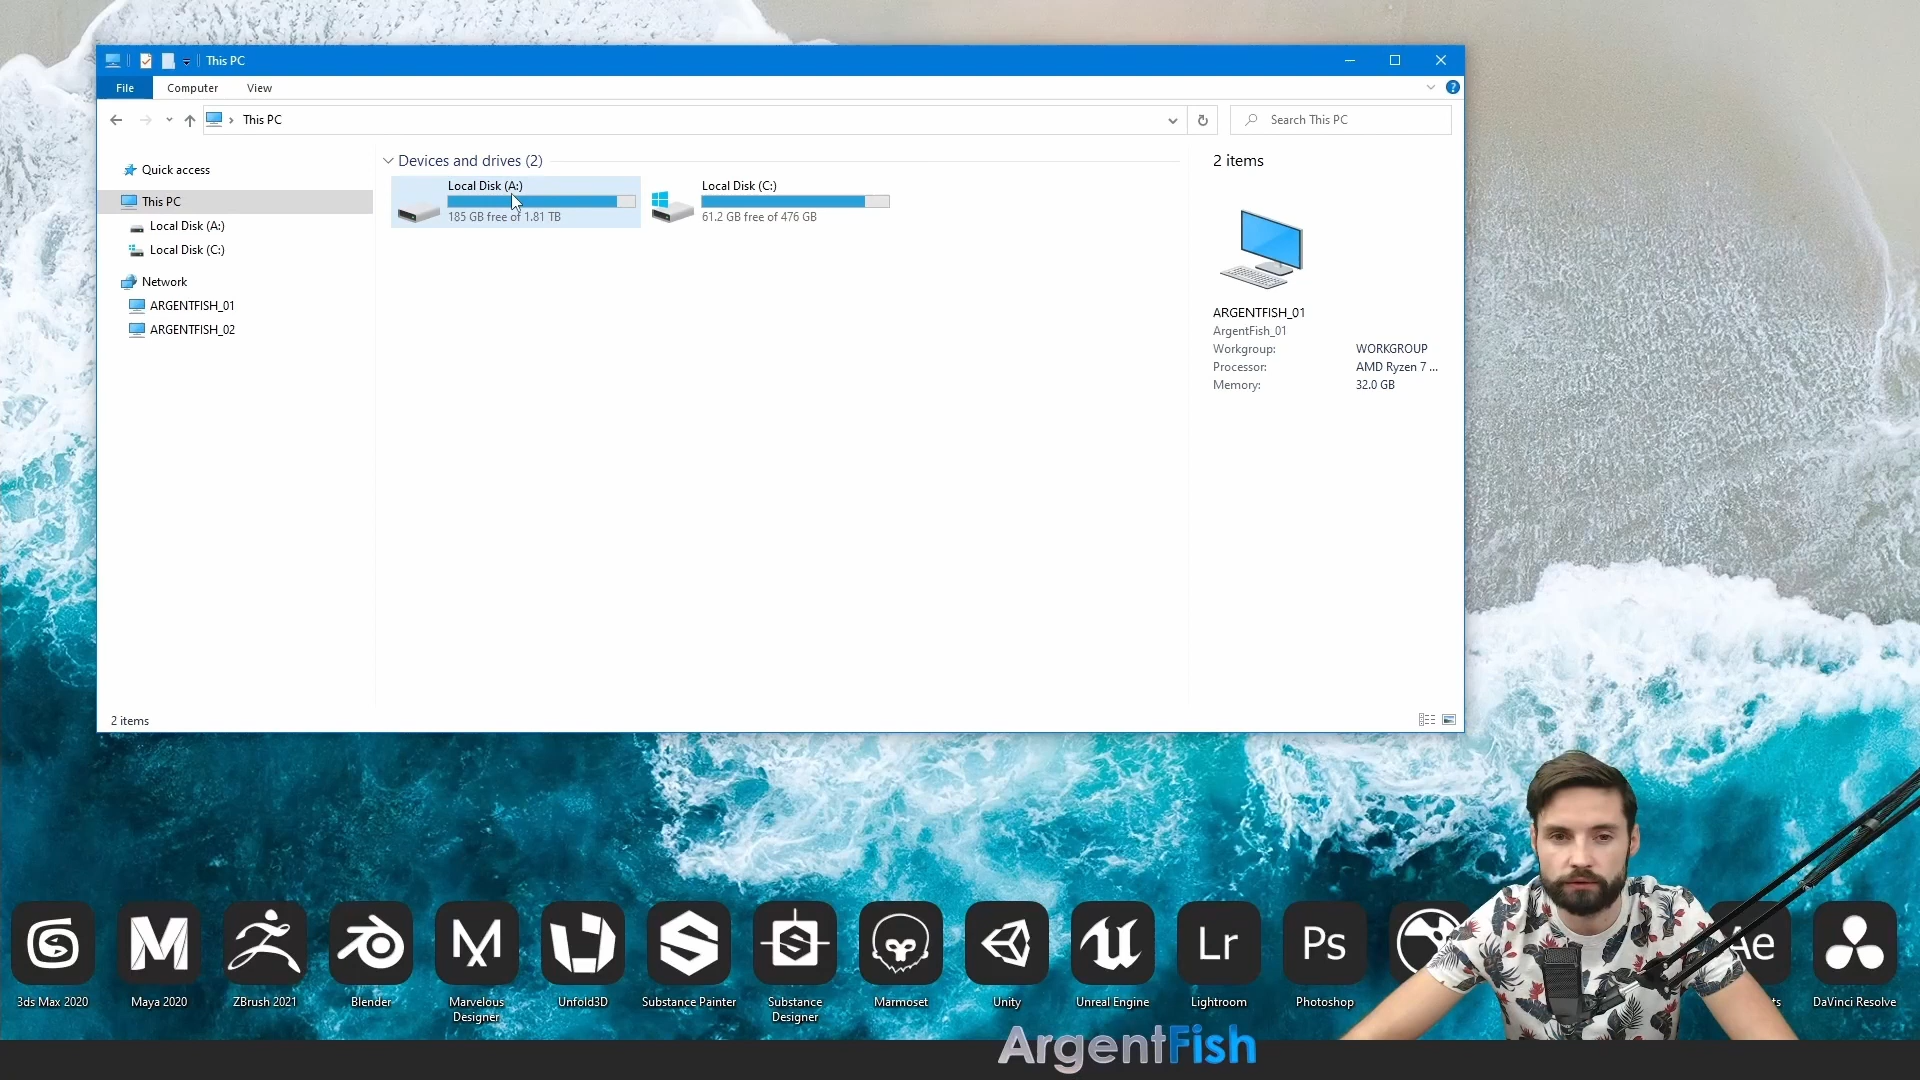 This PC
File
Computer
View
This PC
Search This PC
Quick access
This PC
Local Disk (A:)
Local Disk (C:)
Network
ARGENTFISH_01
ARGENTFISH_02
Devices and drives (2)
Local Disk (A:)
185 GB free of 1.81 TB
Local Disk (C:)
61.2 GB free of 476 GB
2 items
ARGENTFISH_01
ArgentFish_01
Workgroup: WORKGROUP
Processor: AMD Ryzen 7 ...
Memory: 32.0 GB
2 items
Lr
Ps
Ae
3ds Max 2020
Maya 2020
ZBrush 2021
Blender
Marvelous
Designer
Unfold3D
Substance Painter
Substance
Designer
Marmoset
Unity
Unreal Engine
Lightroom
Photoshop
DaVinci Resolve
ArgentFish